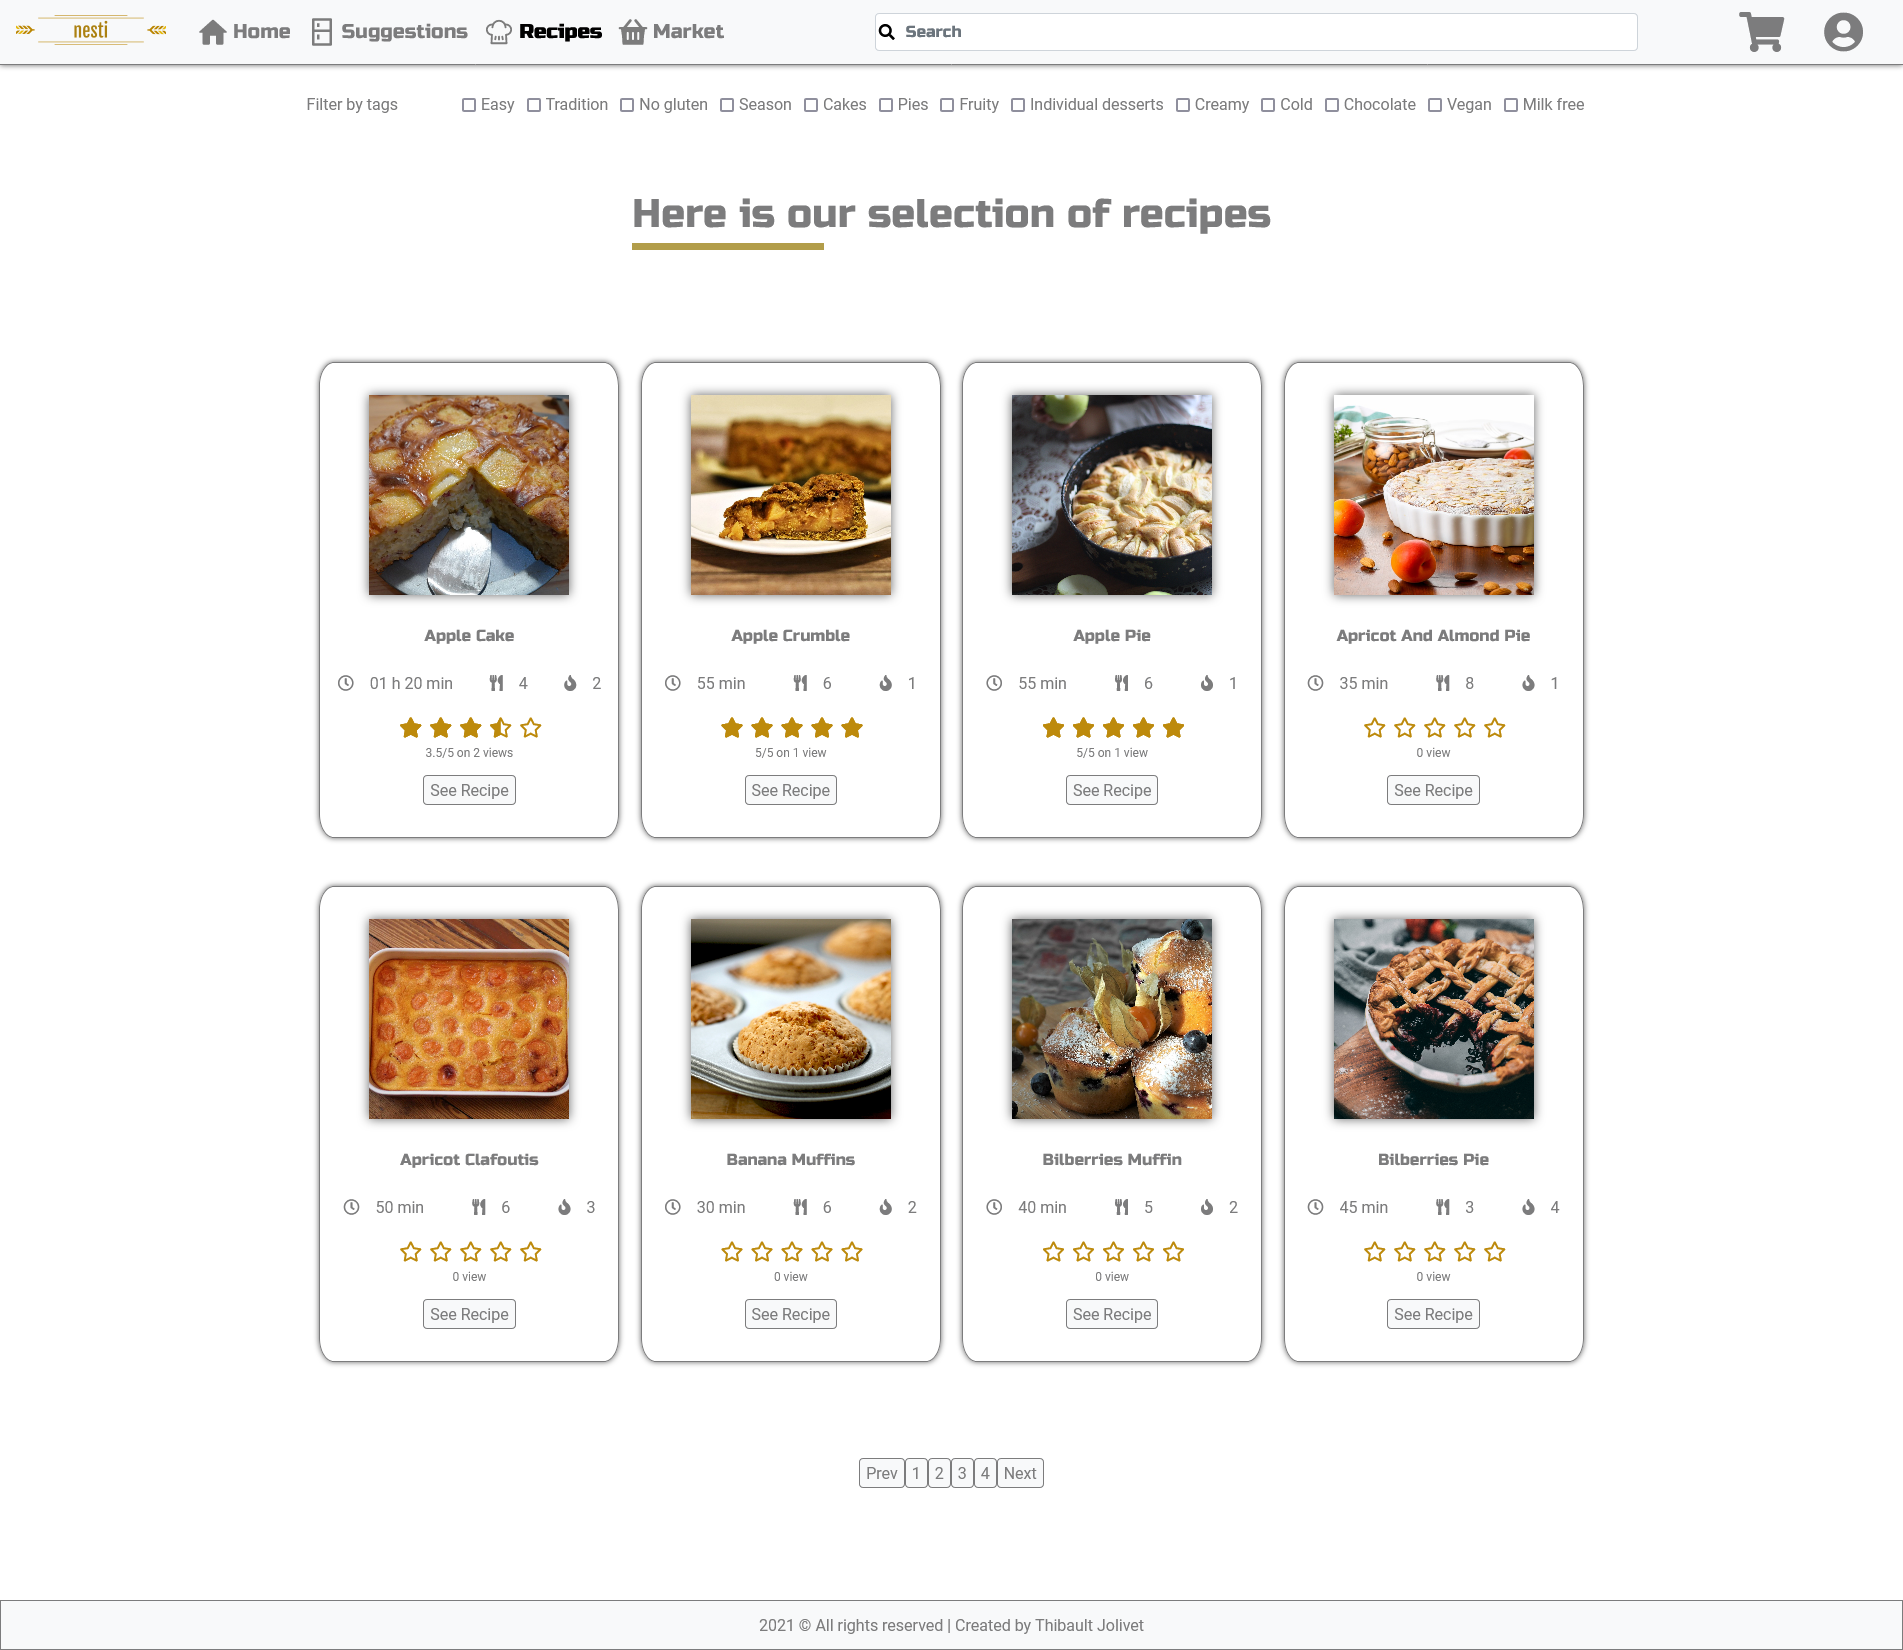 nesti Home Suggestions Recipes Market Search
Filter by tags Easy Tradition No gluten Season Cakes Pies Fruity Individual desserts Creamy Cold Chocolate Vegan Milk free
Here is our selection of recipes
Apple Cake Apple Crumble Apple Pie Apricot And Almond Pie
01 h 20 min 4 2 55 min 6 1 55 min 6 1 35 min 8 1
3.5/5 on 2 views 5/5 on 1 view 5/5 on 1 view 0 view
See Recipe See Recipe See Recipe See Recipe
Apricot Clafoutis Banana Muffins Bilberries Muffin Bilberries Pie
50 min 6 3 30 min 6 2 40 min 5 2 45 min 3 4
0 view 0 view 0 view 0 view
See Recipe See Recipe See Recipe See Recipe
Prev 1 2 3 4 Next
2021 © All rights reserved | Created by Thibault Jolivet